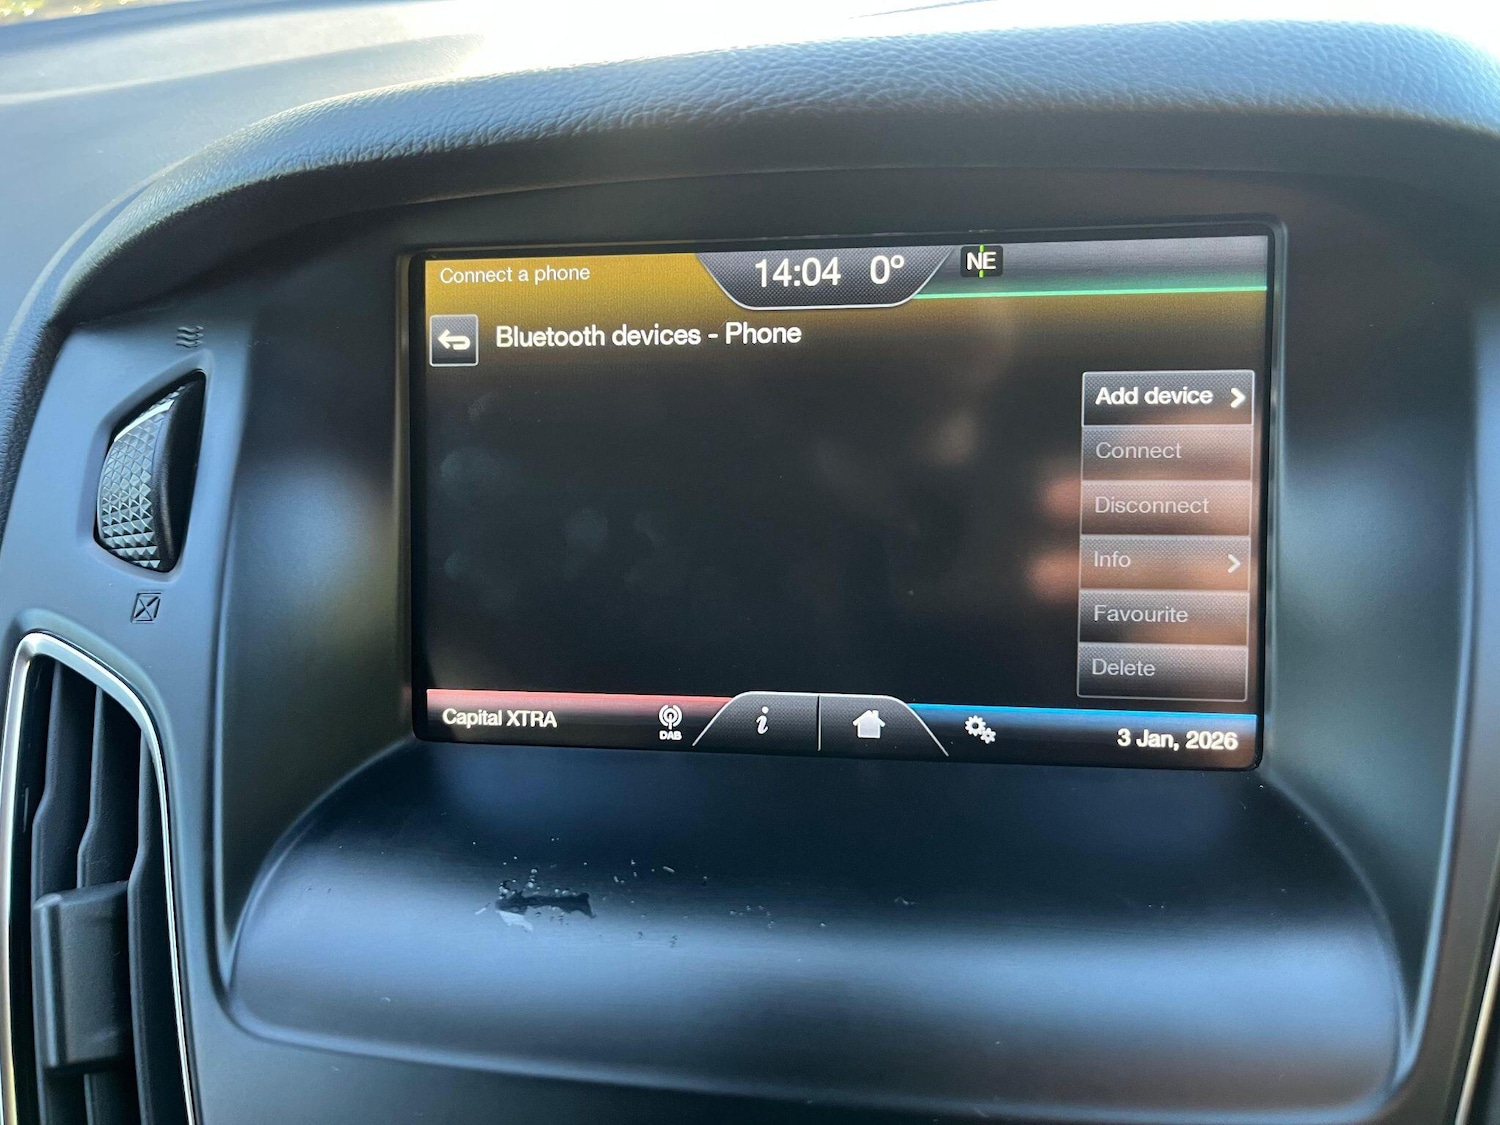 Connect a phone
14:04 0°
NE
Bluetooth devices - Phone
Add device
Connect
Disconnect
Info
Favourite
Delete
Capital XTRA
DAB
i
3 Jan, 2026